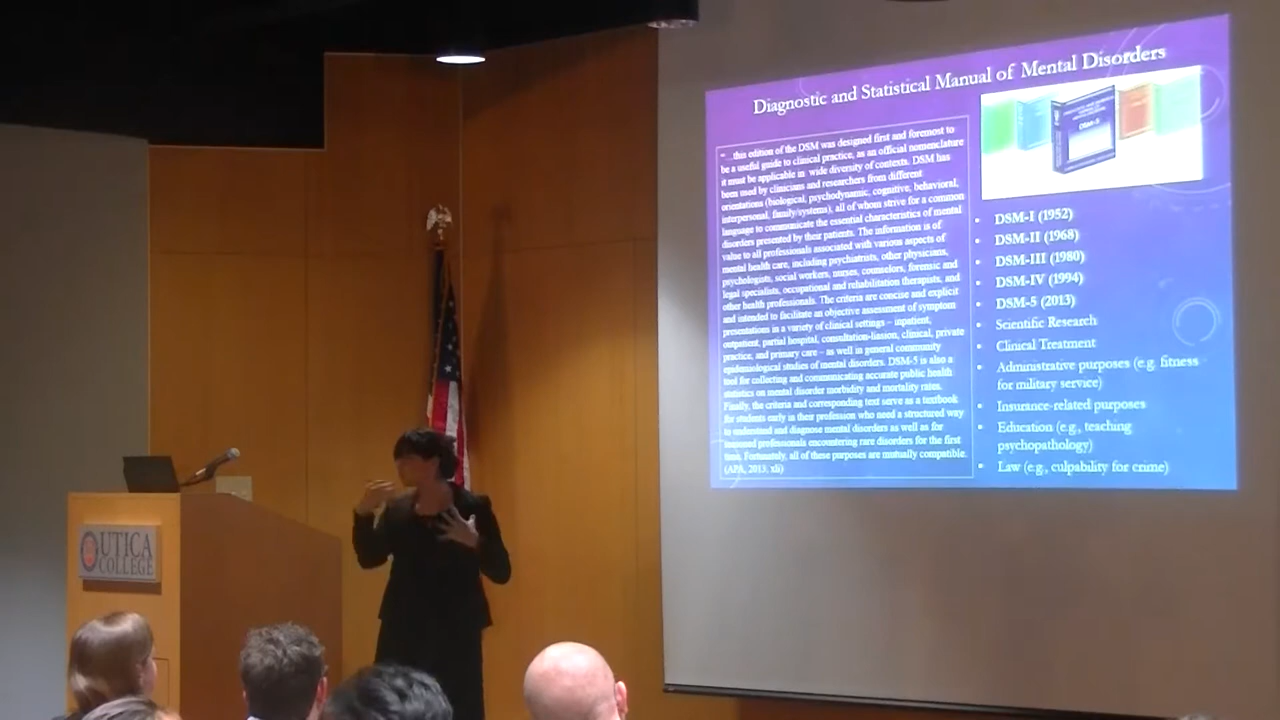 Diagnostic and Statistical Manual of Mental Disorders
"...this edition of the DSM was designed first and foremost to
be a useful guide to clinical practice, as an official nomenclature
it must be applicable in wide diversity of contexts. DSM has
been used by clinicians and researchers from different
orientations (biological, psychodynamic, cognitive, behavioral,
interpersonal, family/systems), all of whom strive for a common
language to communicate the essential characteristics of mental
disorders presented by their patients. The information is of
value to all professionals associated with various aspects of
mental health care, including psychiatrists, other physicians,
psychologists, social workers, nurses, counselors, forensic and
legal specialists, occupational and rehabilitation therapists, and
other health professionals. The criteria are concise and explicit
and intended to facilitate an objective assessment of symptom
presentations in a variety of clinical settings – inpatient,
outpatient, partial hospital, consultation-liasion, clinical, private
practice, and primary care – as well in general community
epidemiological studies of mental disorders. DSM-5 is also a
tool for collecting and communicating accurate public health
statistics on mental disorder morbidity and mortality rates.
Finally, the criteria and corresponding text serve as a textbook
for students early in their profession who need a structured way
to understand and diagnose mental disorders as well as for
seasoned professionals encountering rare disorders for the first
time. Fortunately, all of these purposes are mutually compatible.
(APA, 2013, xli)
DSM-5
DSM-I (1952)
DSM-II (1968)
DSM-III (1980)
DSM-IV (1994)
DSM-5 (2013)
Scientific Research
Clinical Treatment
Administrative purposes (e.g. fitness
for military service)
Insurance-related purposes
Education (e.g., teaching
psychopathology)
Law (e.g., culpability for crime)
UTICA
COLLEGE